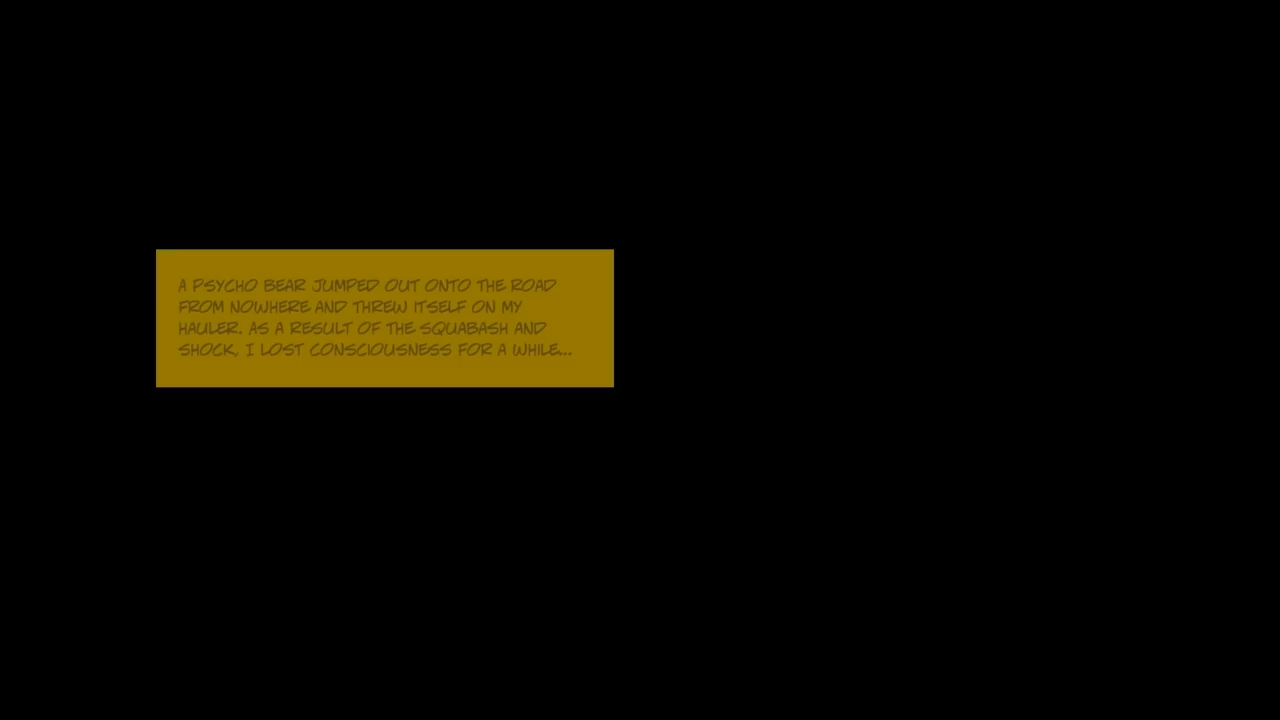 A PSYCHO BEAR JUMPED OUT ONTO THE ROAD
FROM NOWHERE AND THREW ITSELF ON MY
HAULER. AS A RESULT OF THE SQUABASH AND
SHOCK, I LOST CONSCIOUSNESS FOR A WHILE...